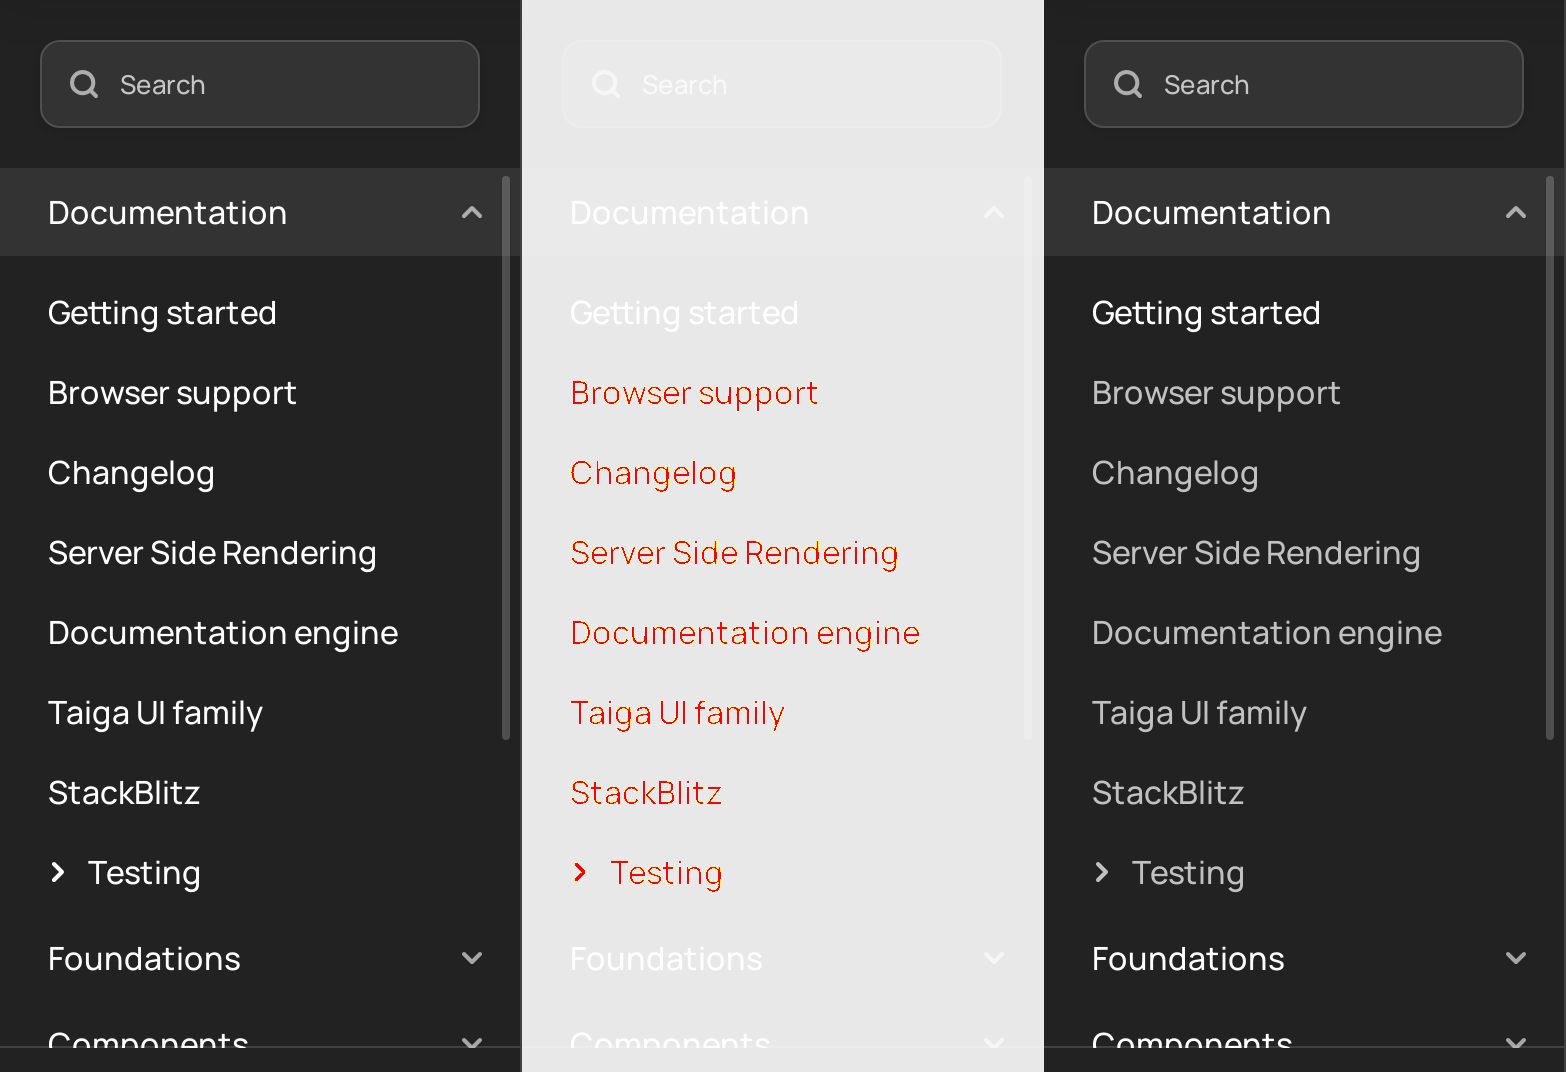 Search
Documentation
Getting started
Browser support
Changelog
Server Side Rendering
Documentation engine
Taiga UI family
StackBlitz
Testing
Foundations
Components
Search
Documentation
Getting started
Browser support
Changelog
Server Side Rendering
Documentation engine
Taiga UI family
StackBlitz
Testing
Foundations
Components
Search
Documentation
Getting started
Browser support
Changelog
Server Side Rendering
Documentation engine
Taiga UI family
StackBlitz
Testing
Foundations
Components